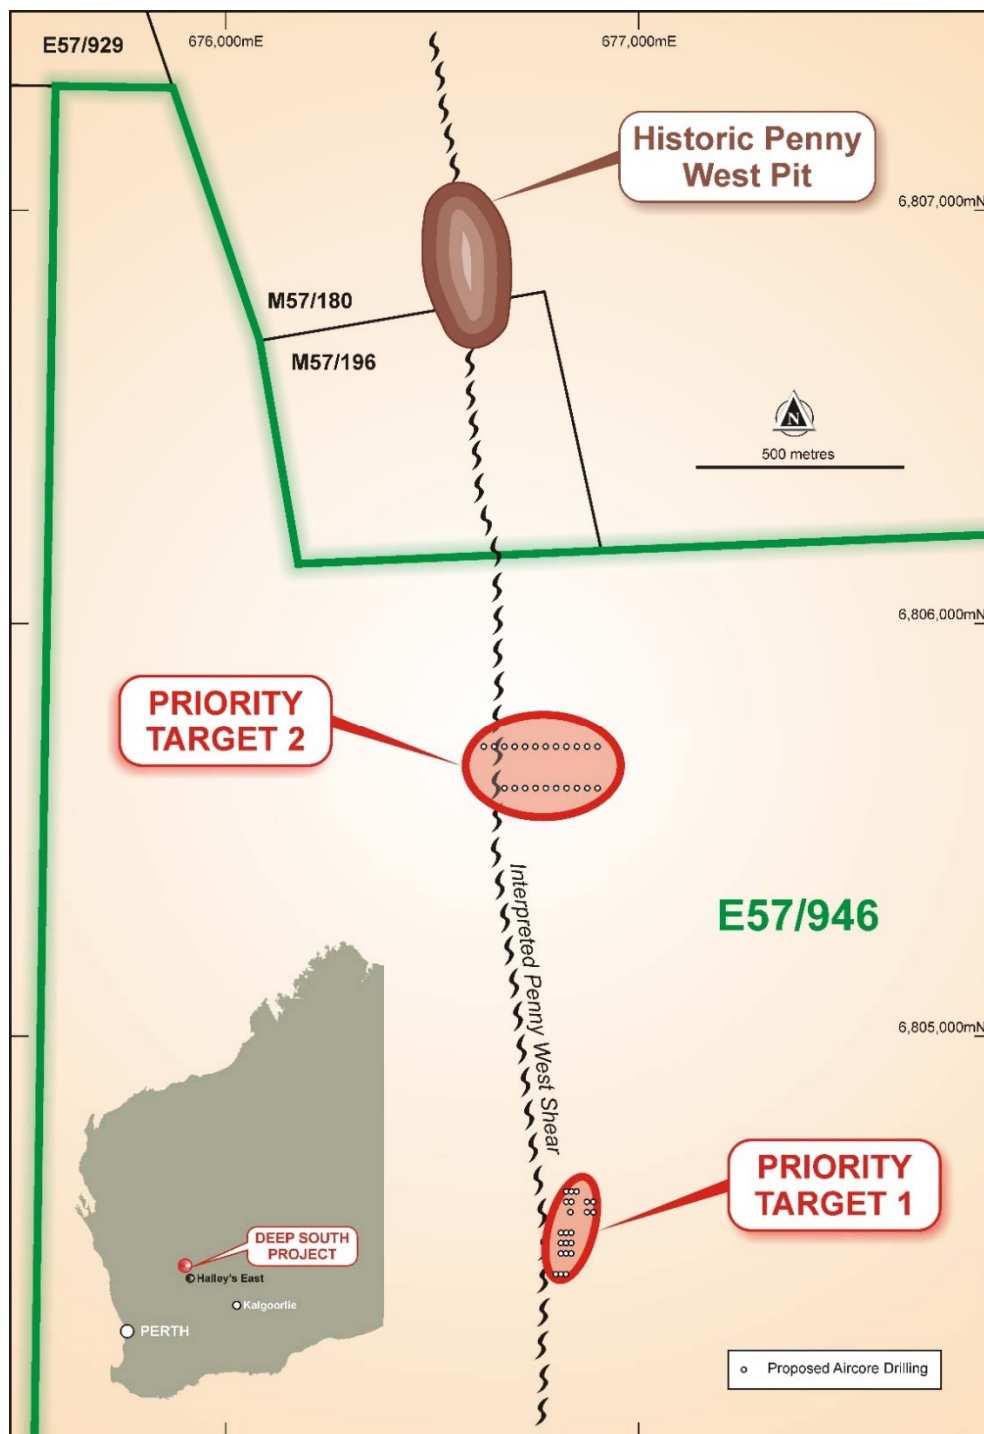 E57/929
676,000mE
677,000mE
Historic Penny
West Pit
6,807,000mN
M57/180
M57/196
N
500 metres
6,806,000mN
PRIORITY
TARGET 2
Interpreted Penny West Shear
E57/946
6,805,000mN
PRIORITY
TARGET 1
DEEP SOUTH
PROJECT
Halley's East
Kalgoorlie
PERTH
Proposed Aircore Drilling